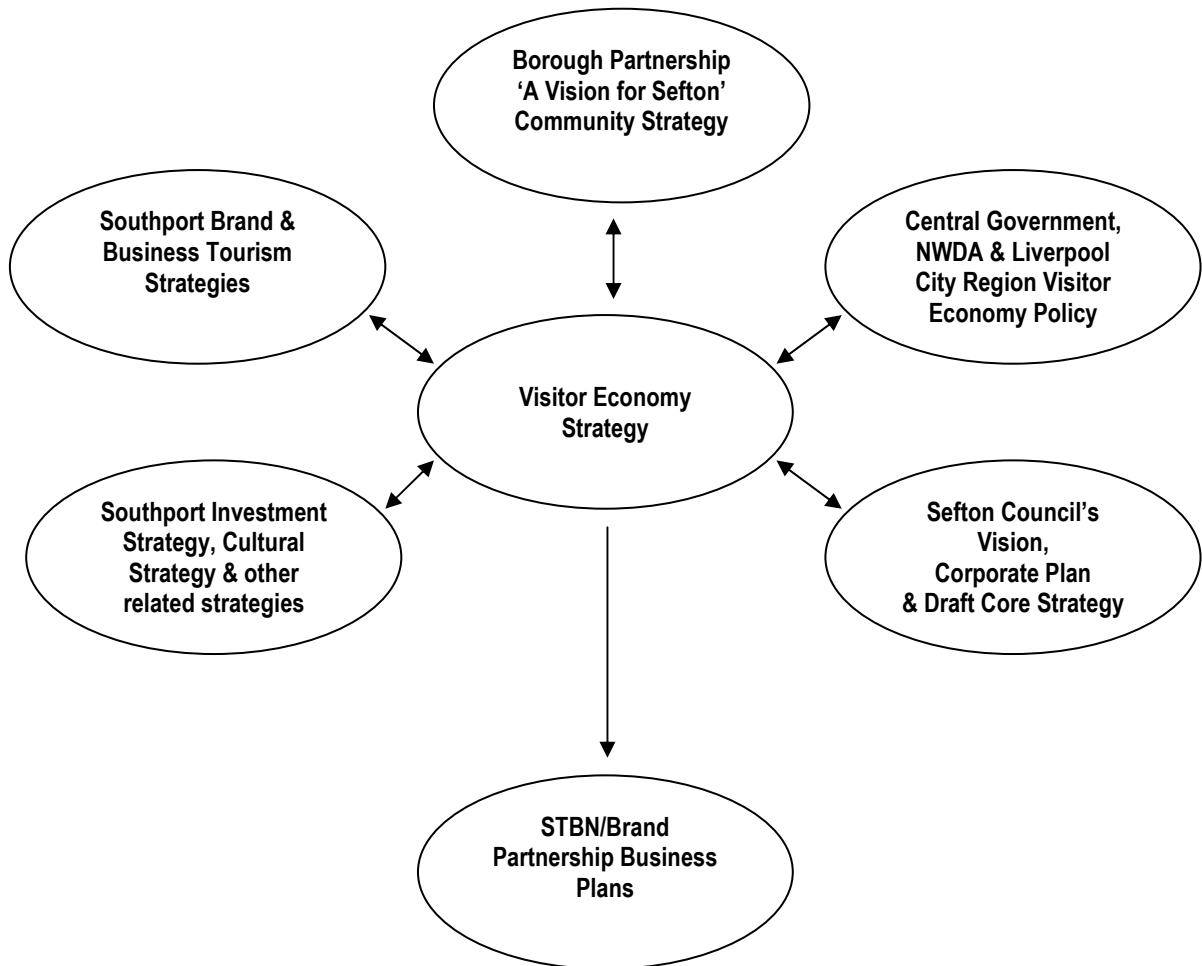 Borough Partnership
‘A Vision for Sefton’
Community Strategy
Southport Brand &
Business Tourism
Strategies
Central Government,
NWDA & Liverpool
City Region Visitor
Economy Policy
Visitor Economy
Strategy
Southport Investment
Strategy, Cultural
Strategy & other
related strategies
Sefton Council’s
Vision,
Corporate Plan
& Draft Core Strategy
STBN/Brand
Partnership Business
Plans